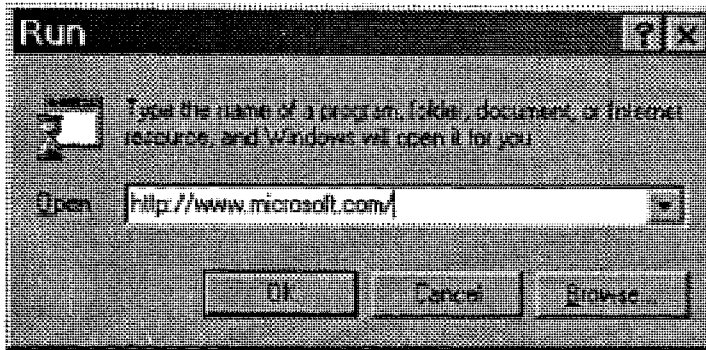 Run
Type the name of a program, folder, document, or Internet
resource, and Windows will open it for you.
Open
http://www.microsoft.com/
OK
Cancel
Browse...